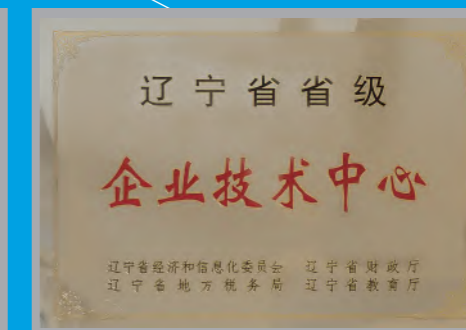 辽宁省省级
企业技术中心
辽宁省经济和信息化委员会 辽宁省财政厅
辽宁省地方税务局 辽宁省教育厅